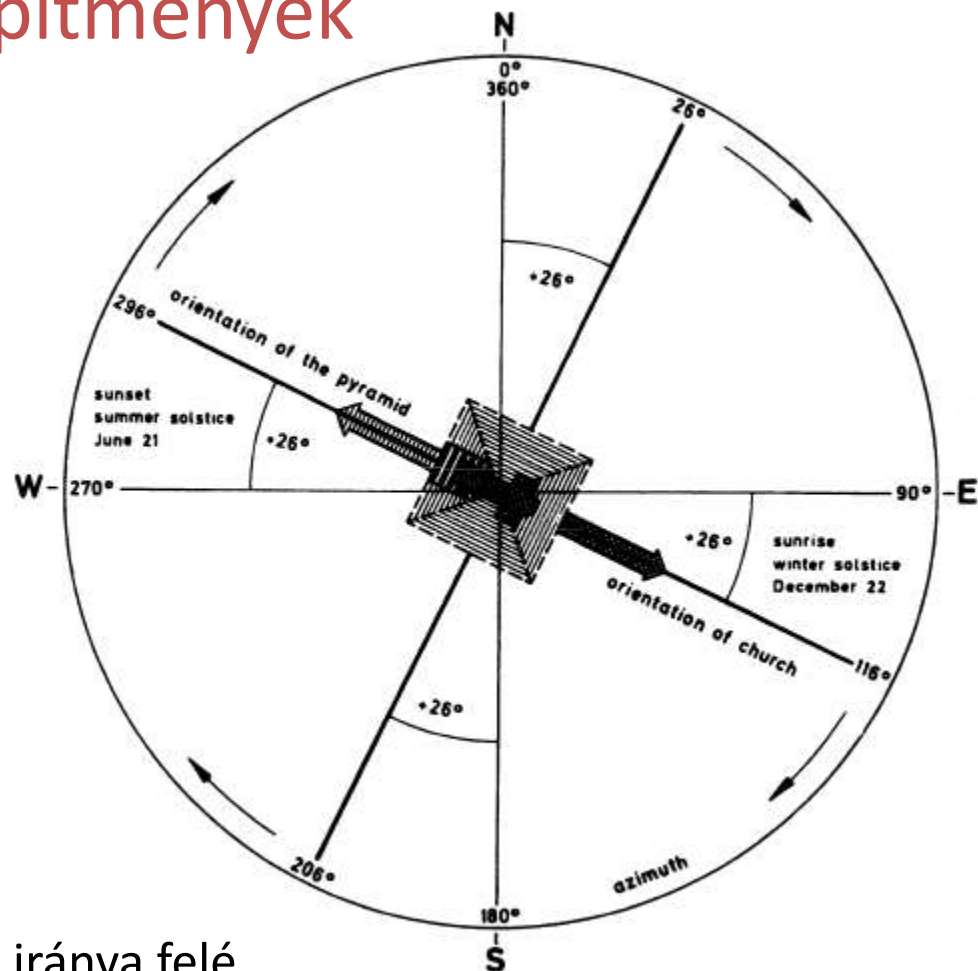 pítmények
N
0°
360°
26°
+26°
296°
orientation of the pyramid
sunset
summer solstice
June 21
+26°
W
270°
90°
E
+26°
sunrise
winter solstice
December 22
orientation of church
116°
+26°
206°
azimuth
180°
S
iránya felé